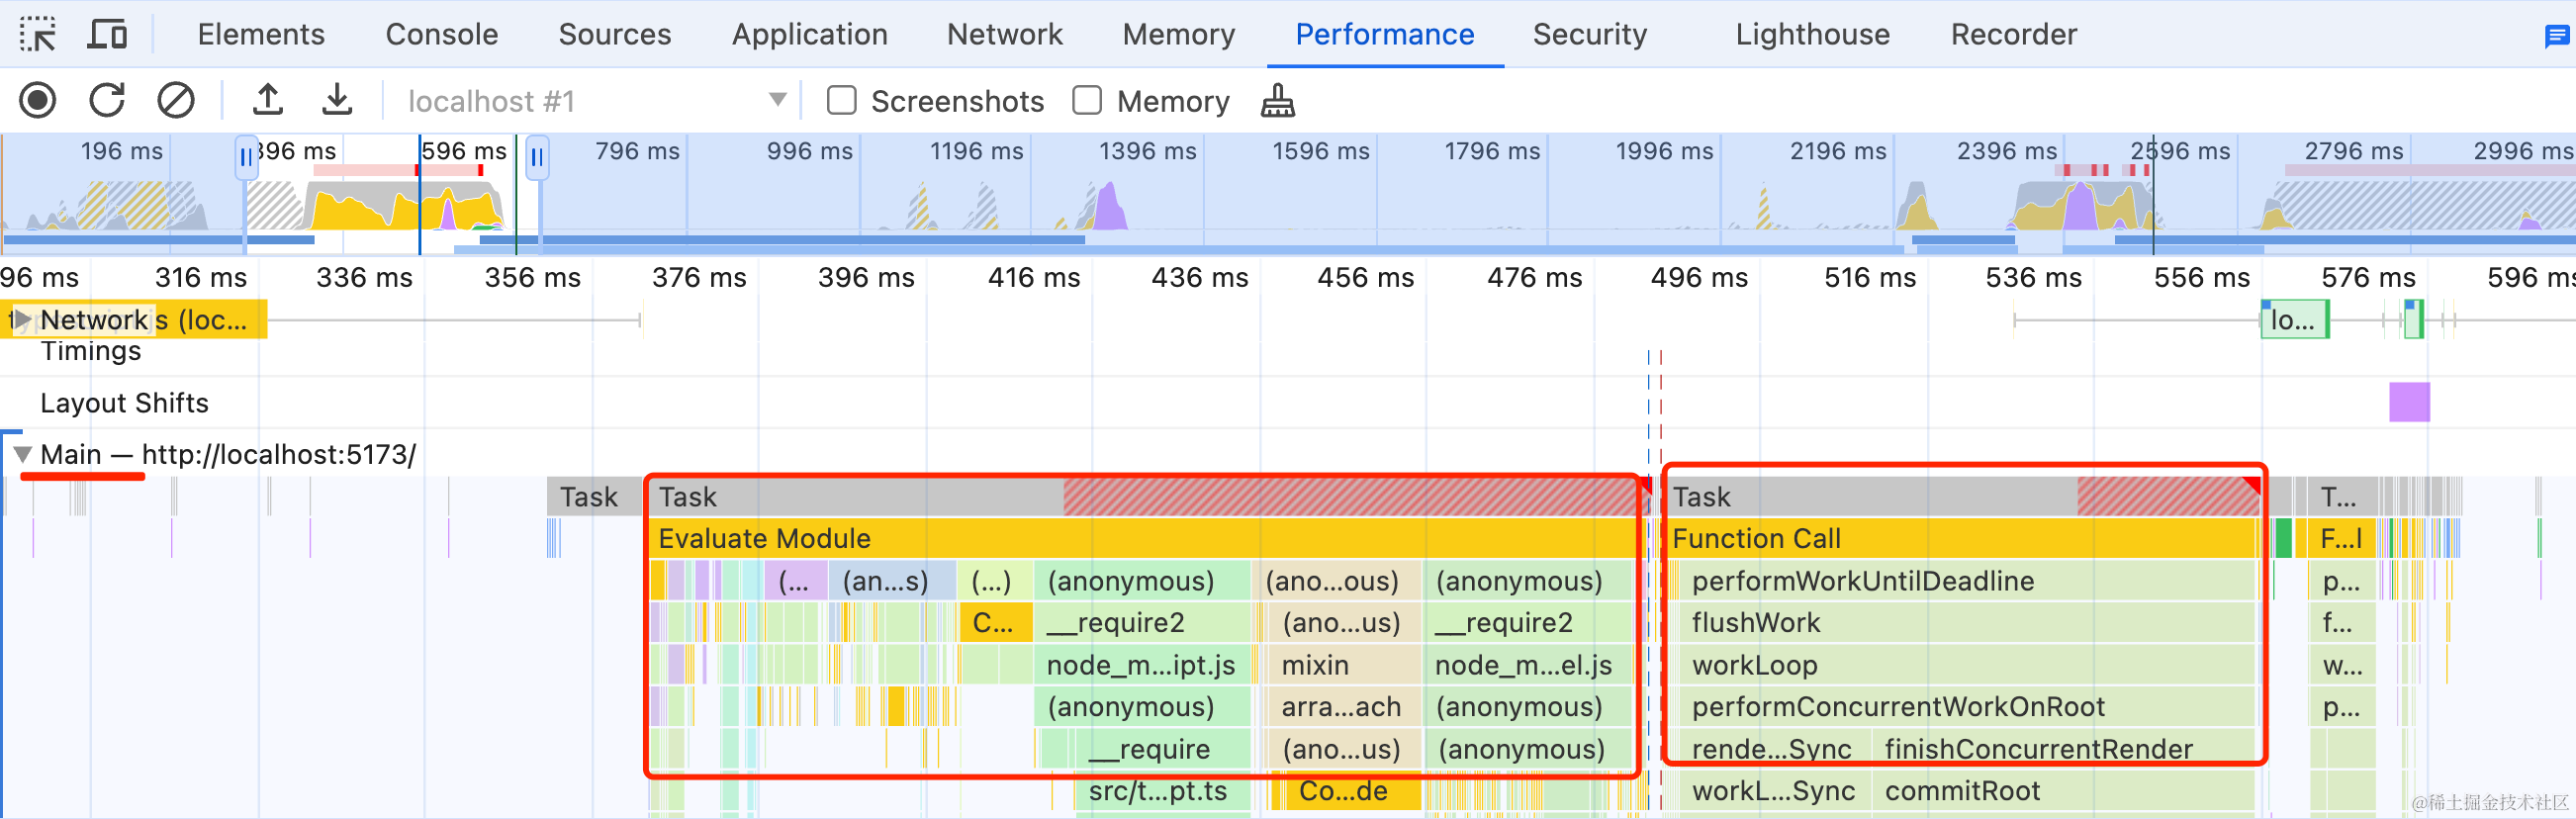 Elements Console Sources Application Network Memory Performance Security Lighthouse Recorder
localhost #1 Screenshots Memory
196 ms 396 ms 596 ms 796 ms 996 ms 1196 ms 1396 ms 1596 ms 1796 ms 1996 ms 2196 ms 2396 ms 2596 ms 2796 ms 2996 ms
96 ms 316 ms 336 ms 356 ms 376 ms 396 ms 416 ms 436 ms 456 ms 476 ms 496 ms 516 ms 536 ms 556 ms 576 ms 596 ms
Network s (loc... lo...
Timings
Layout Shifts
Main — http://localhost:5173/
Task Task Task T...
Evaluate Module Function Call F...l
(... (an...s) (...) (anonymous) (ano...ous) (anonymous) performWorkUntilDeadline p...
C... __require2 (ano...us) __require2 flushWork f...
node_m...ipt.js mixin node_m...el.js workLoop w...
(anonymous) arra...ach (anonymous) performConcurrentWorkOnRoot p...
__require (ano...us) (anonymous) rende...Sync finishConcurrentRender
src/t...pt.ts Co...de workL...Sync commitRoot
@稀土掘金技术社区